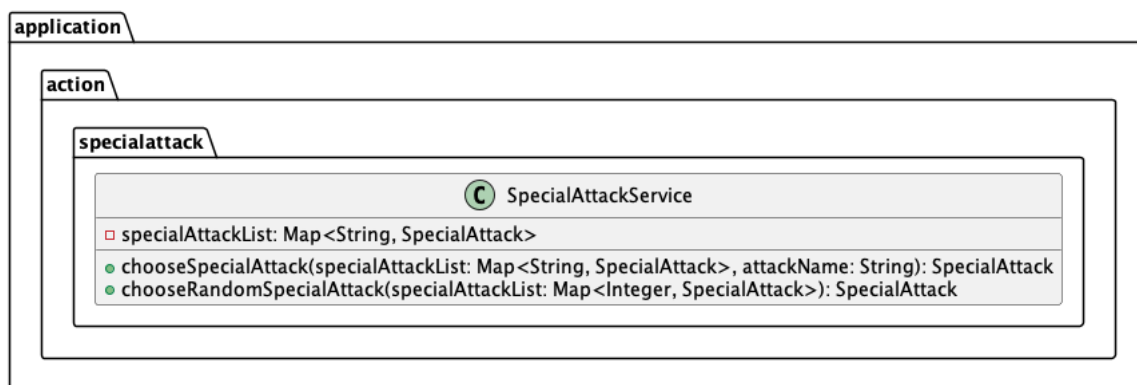 application
action
specialattack
C SpecialAttackService
specialAttackList: Map<String, SpecialAttack>
chooseSpecialAttack(specialAttackList: Map<String, SpecialAttack>, attackName: String): SpecialAttack
chooseRandomSpecialAttack(specialAttackList: Map<Integer, SpecialAttack>): SpecialAttack